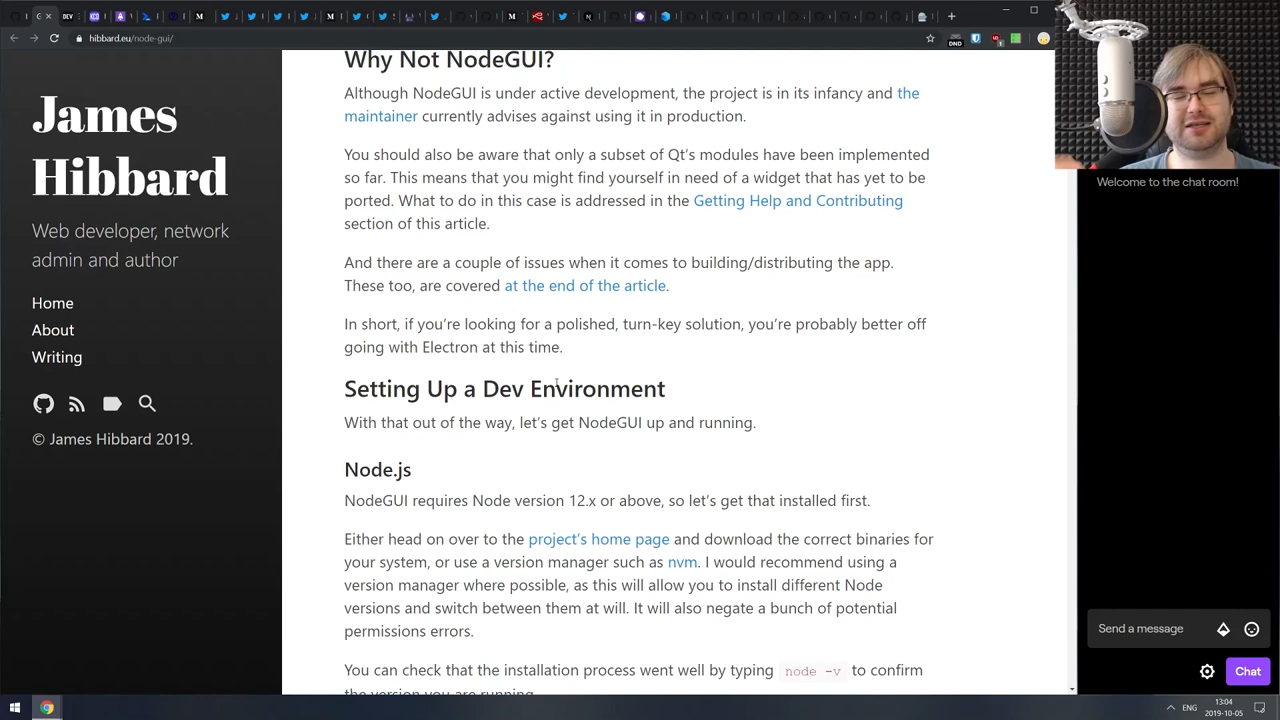 DEV
hibbard.eu/node-gui/
DND
James
Hibbard
Web developer, network
admin and author
Home
About
Writing
© James Hibbard 2019.
Why Not NodeGUI?
Although NodeGUI is under active development, the project is in its infancy and the
maintainer currently advises against using it in production.
You should also be aware that only a subset of Qt's modules have been implemented
so far. This means that you might find yourself in need of a widget that has yet to be
ported. What to do in this case is addressed in the Getting Help and Contributing
section of this article.
And there are a couple of issues when it comes to building/distributing the app.
These too, are covered at the end of the article.
In short, if you're looking for a polished, turn-key solution, you're probably better off
going with Electron at this time.
Setting Up a Dev Environment
With that out of the way, let's get NodeGUI up and running.
Node.js
NodeGUI requires Node version 12.x or above, so let's get that installed first.
Either head on over to the project's home page and download the correct binaries for
your system, or use a version manager such as nvm. I would recommend using a
version manager where possible, as this will allow you to install different Node
versions and switch between them at will. It will also negate a bunch of potential
permissions errors.
You can check that the installation process went well by typing node -v to confirm
the version you are running.
Welcome to the chat room!
Send a message
Chat
ENG
13:04
2019-10-05